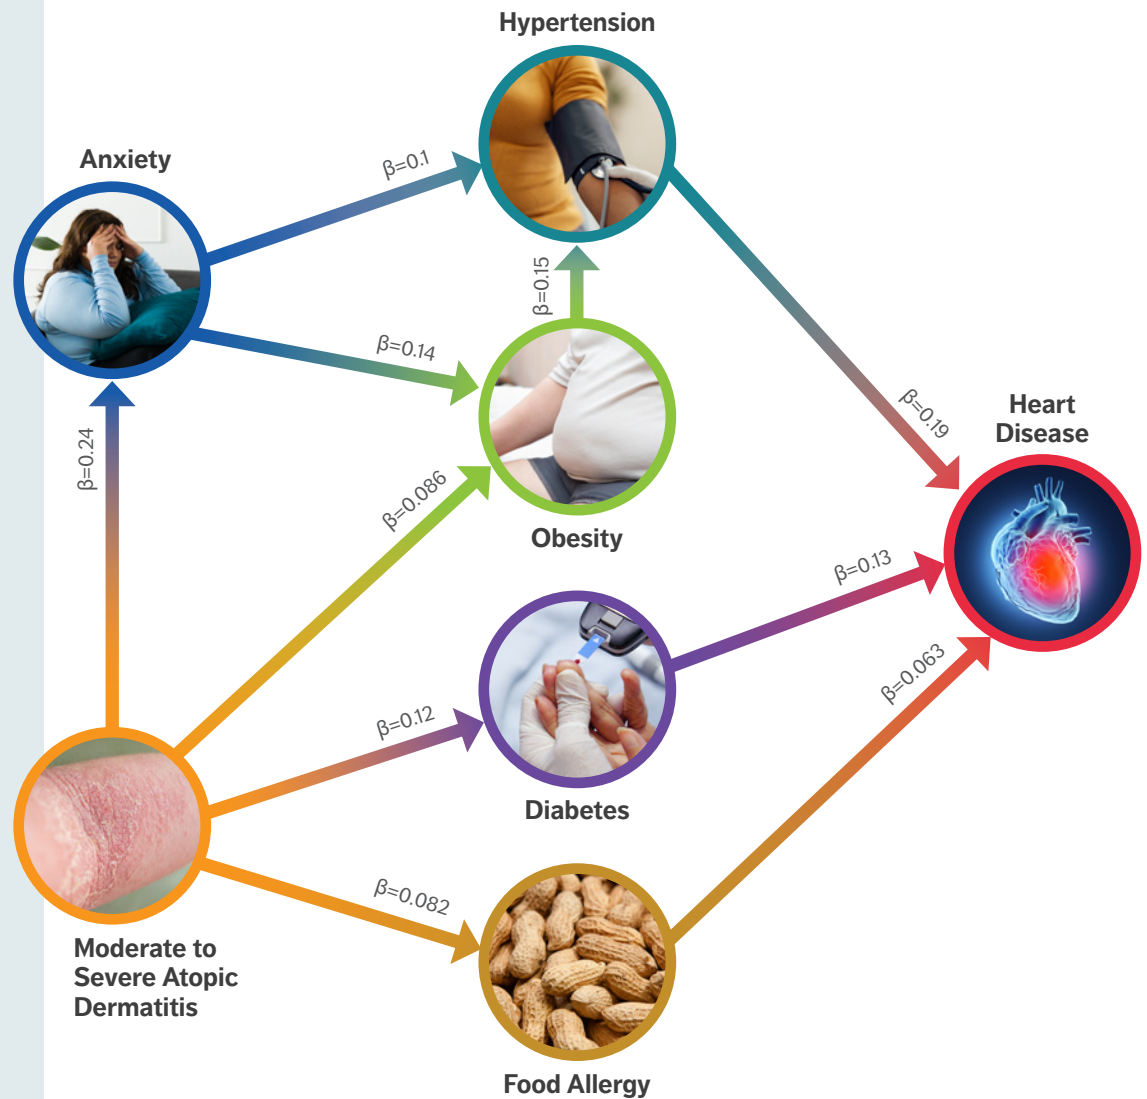 Hypertension
Anxiety
β=0.1
β=0.15
β=0.14
β=0.19
Heart
Disease
β=0.24
β=0.086
Obesity
β=0.13
β=0.063
β=0.12
Diabetes
β=0.082
Moderate to
Severe Atopic
Dermatitis
Food Allergy